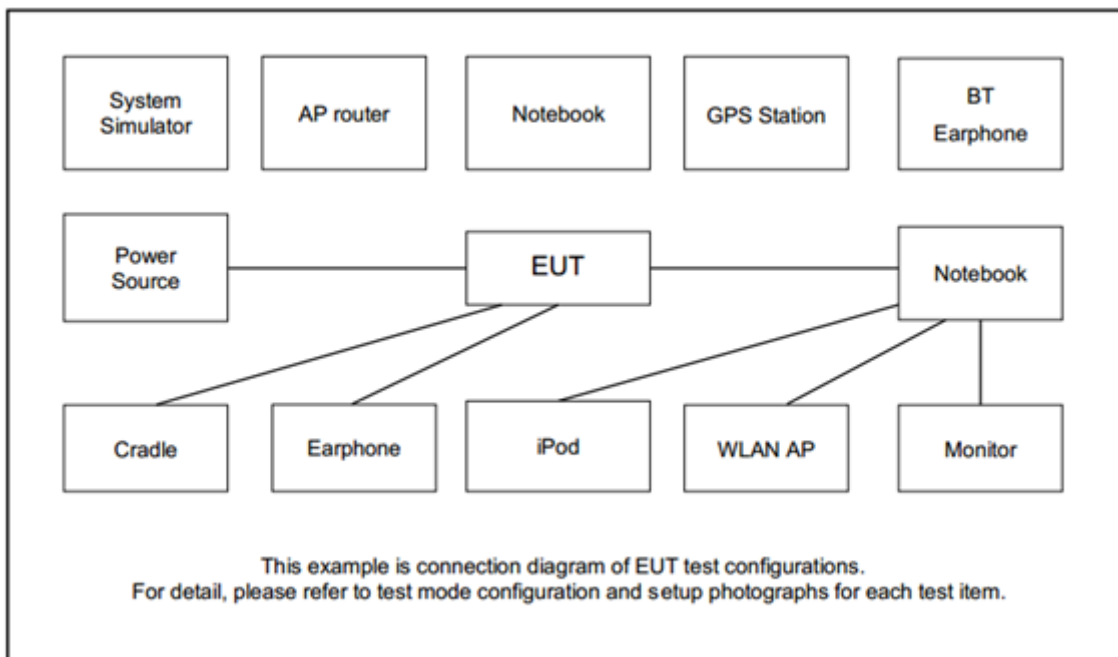 System
Simulator
AP router
Notebook
GPS Station
BT
Earphone
Power
Source
EUT
Notebook
Cradle
Earphone
iPod
WLAN AP
Monitor
This example is connection diagram of EUT test configurations.
For detail, please refer to test mode configuration and setup photographs for each test item.